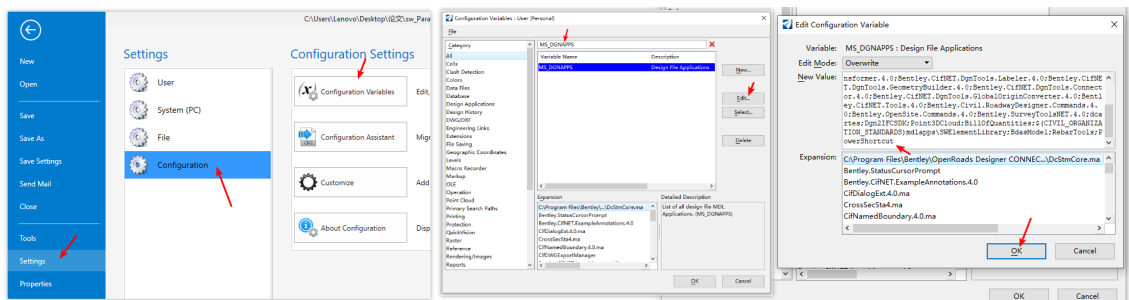 C:\Users\Lenovo\Desktop\论文\sw_Para
New
Open
Save
Save As
Save Settings
Send Mail
Close
Tools
Settings
Properties
Settings
User
System (PC)
File
Configuration
Configuration Settings
Configuration Variables
Edit,
Configuration Assistant
Migr
Customize
Add
About Configuration
Disp
Configuration Variables : User [Personal]
File
Category
All
Cells
Clash Detection
Colors
Data Files
Database
Design Applications
Design History
DWG/DXF
Engineering Links
Extensions
File Saving
Geographic Coordinates
Levels
Macro Recorder
Markup
OLE
Operation
Point Cloud
Primary Search Paths
Printing
Protection
QuickVision
Raster
Reference
Rendering/Images
Reports
MS_DGNAPPS
Variable Name
Description
MS_DGNAPPS
Design File Applications
New...
Edit...
Select...
Delete
Expansion
C:\Program Files\Bentley\...\DcStmCore.ma
Bentley.StatusCursorPrompt
Bentley.CifNET.ExampleAnnotations.4.0
CifDialogExt.4.0.ma
CrossSecSta4.ma
CifNamedBoundary.4.0.ma
CifDWGExportManager
Detailed Description
List of all design file MDL
Applications. (MS_DGNAPPS)
OK
Cancel
Edit Configuration Variable
Variable:
MS_DGNAPPS : Design File Applications
Edit Mode:
Overwrite
New Value:
nsformer.4.0;Bentley.CifNET.DgnTools.Labeler.4.0;Bentley.CifNE
T.DgnTools.GeometryBuilder.4.0;Bentley.CifNET.DgnTools.Connect
or.4.0;Bentley.CifNET.DgnTools.GlobalOriginConverter.4.0;Bentl
ey.CifNET.Tools.4.0;Bentley.Civil.RoadwayDesigner.Commands.4.
0;Bentley.OpenSite.Commands.4.0;Bentley.SurveyToolsNET.4.0;dca
rtes;Dgn2IFCSDK;Point3DCloud;BillOfQuantities;$(CIVIL_ORGANIZA
TION_STANDARDS)mdlapps\SWElementLibrary;BdasModel;RebarTools;P
owerShortcut
Expansion:
C:\Program Files\Bentley\OpenRoads Designer CONNEC...\DcStmCore.ma
Bentley.StatusCursorPrompt
Bentley.CifNET.ExampleAnnotations.4.0
CifDialogExt.4.0.ma
CrossSecSta4.ma
CifNamedBoundary.4.0.ma
OK
Cancel
OK
Cancel